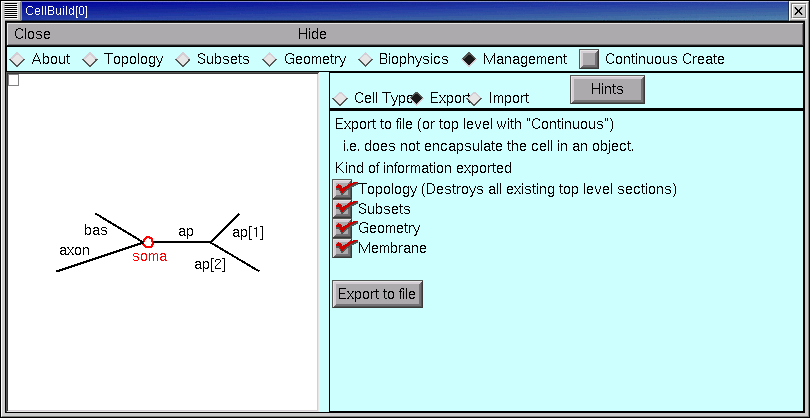 CellBuild[0]
Close Hide
About Topology Subsets Geometry Biophysics Management Continuous Create
Cell Type Export Import Hints
Export to file (or top level with "Continuous")
i.e. does not encapsulate the cell in an object.
Kind of information exported
Topology (Destroys all existing top level sections)
Subsets
Geometry
Membrane
Export to file
bas ap ap[1]
axon soma ap[2]